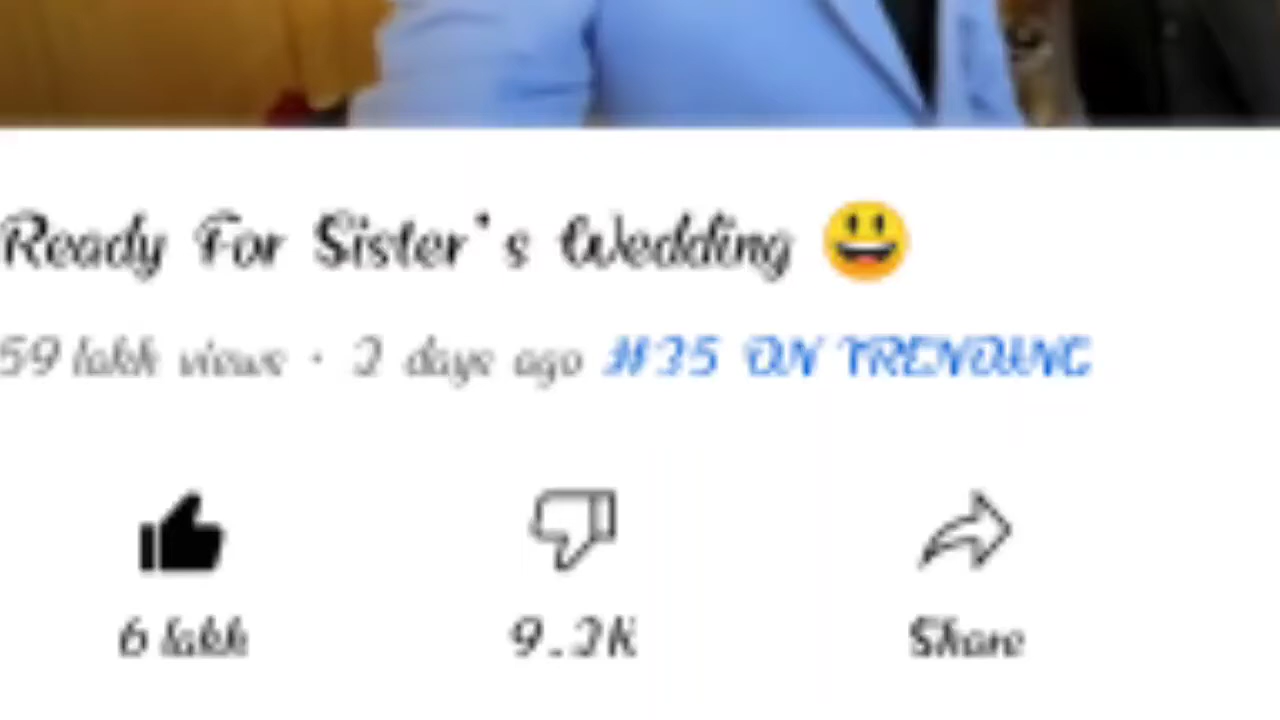 Ready For Sister's Wedding 😃
59 lakh views · 2 days ago #35 ON TRENDING
6 lakh 9.2K Share